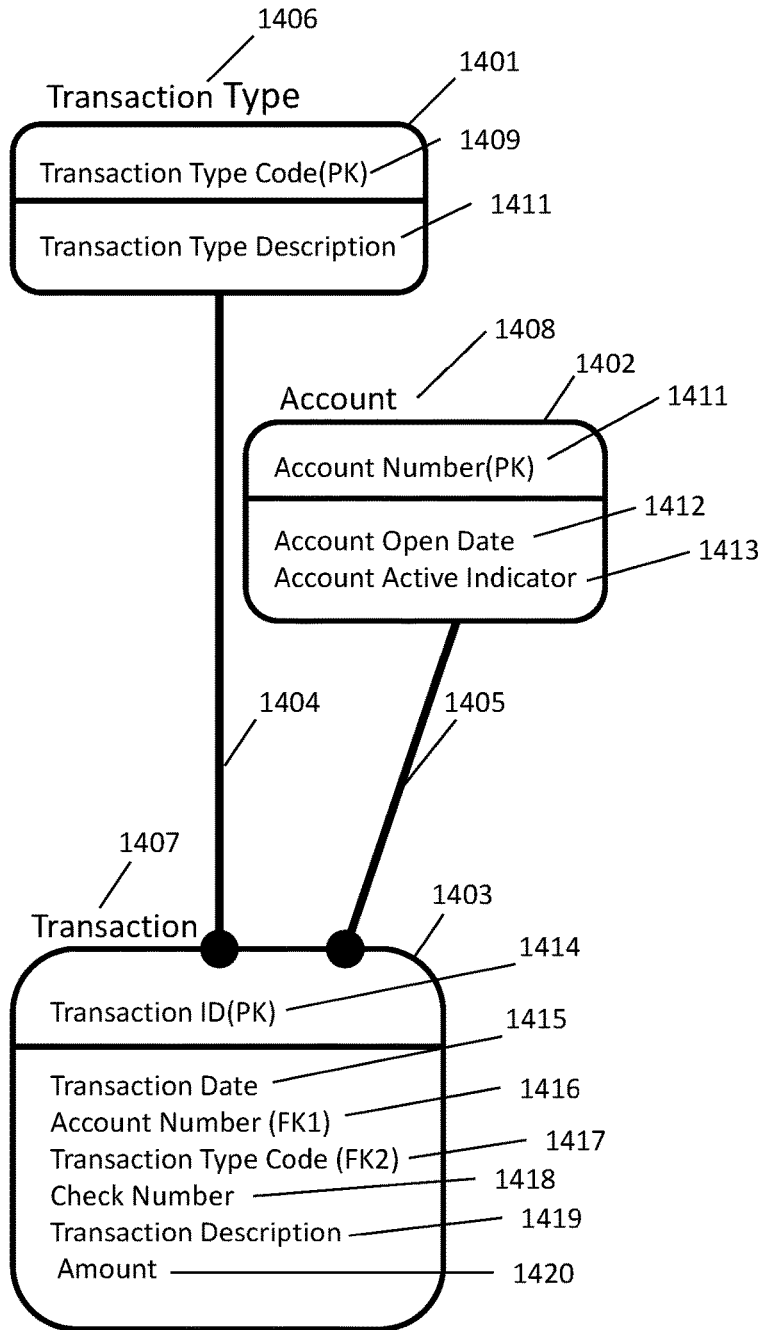 1406
1401
Transaction Type
1409
Transaction Type Code(PK)
1411
Transaction Type Description
1408
1402
Account
1411
Account Number(PK)
1412
Account Open Date
1413
Account Active Indicator
1404
1405
1407
1403
Transaction
1414
Transaction ID(PK)
1415
Transaction Date
1416
Account Number (FK1)
1417
Transaction Type Code (FK2)
1418
Check Number
1419
Transaction Description
Amount
1420